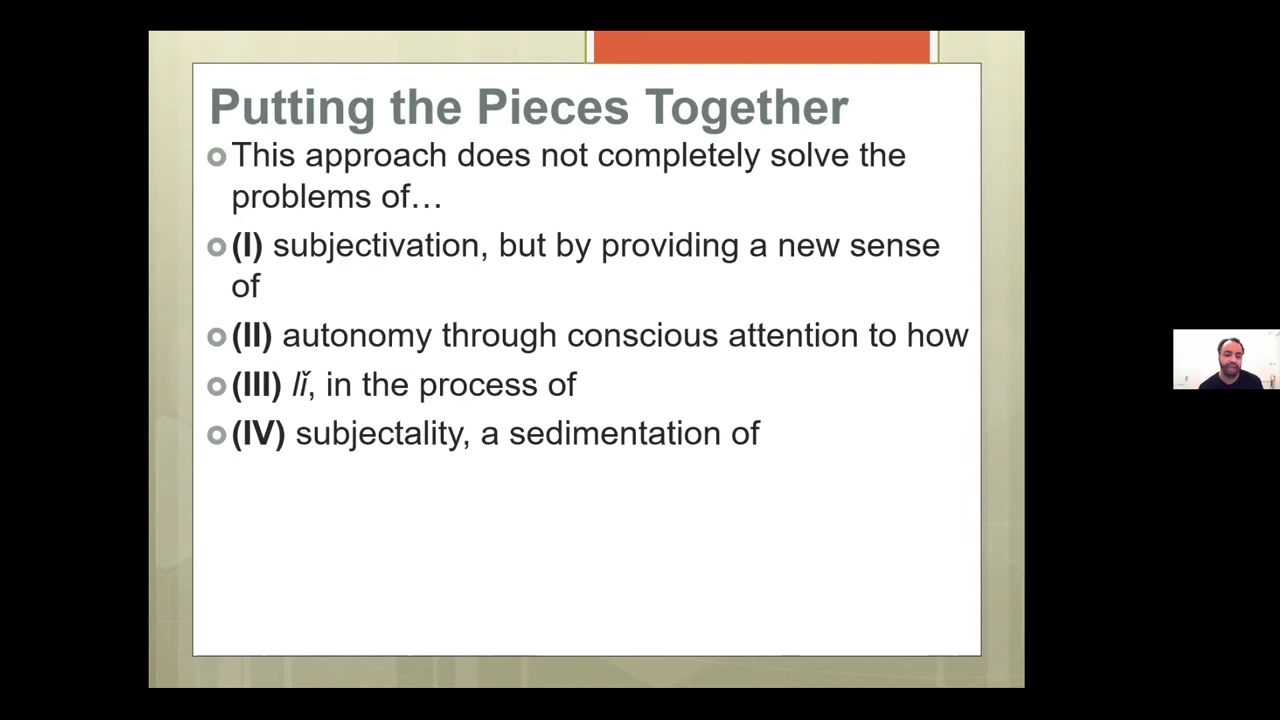 Putting the Pieces Together
This approach does not completely solve the
problems of…
(I) subjectivation, but by providing a new sense
of
(II) autonomy through conscious attention to how
(III) lǐ, in the process of
(IV) subjectality, a sedimentation of